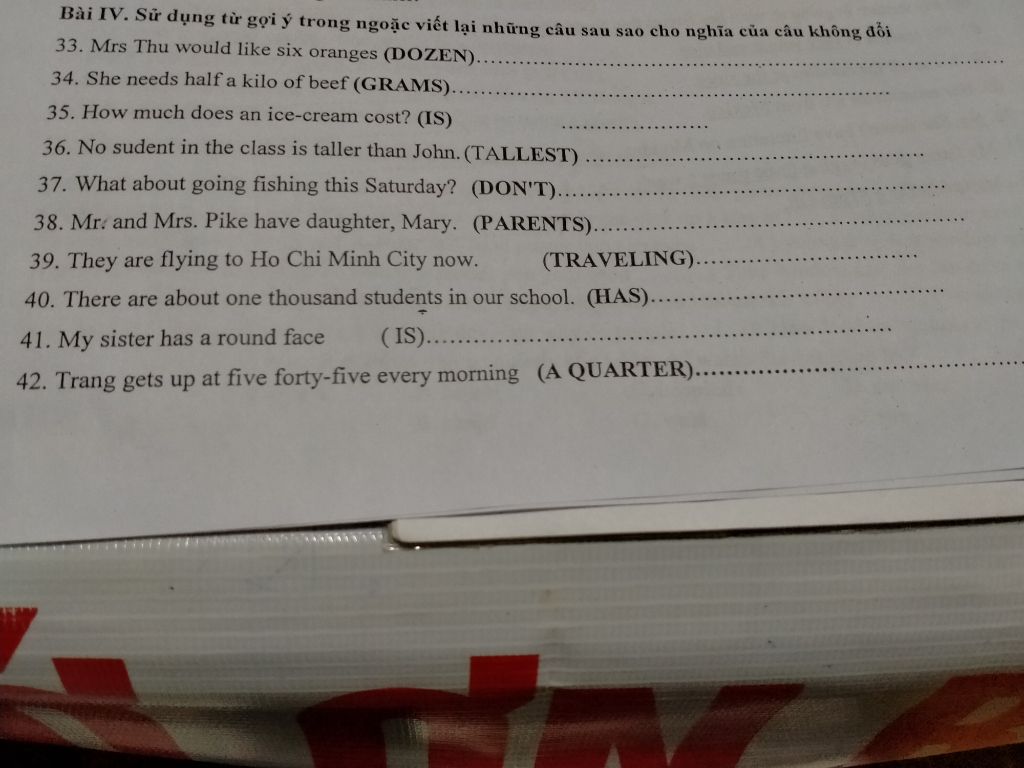 Bài IV. Sử dụng từ gợi ý trong ngoặc viết lại những câu sau sao cho nghĩa của câu không đổi
33. Mrs Thu would like six oranges (DOZEN)..............................
34. She needs half a kilo of beef (GRAMS)..............................
35. How much does an ice-cream cost? (IS) ..............................
36. No sudent in the class is taller than John. (TALLEST) ..............................
37. What about going fishing this Saturday? (DON'T)..............................
38. Mr. and Mrs. Pike have daughter, Mary. (PARENTS)..............................
39. They are flying to Ho Chi Minh City now. (TRAVELING)..............................
40. There are about one thousand students in our school. (HAS)..............................
41. My sister has a round face ( IS)..............................
42. Trang gets up at five forty-five every morning (A QUARTER)..............................